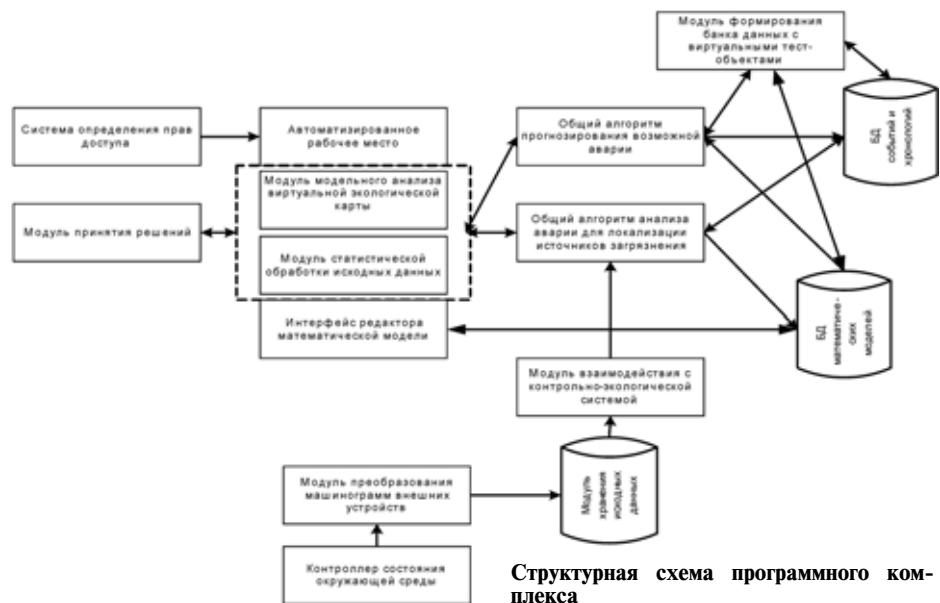 Модуль формирования
банка данных с
виртуальными тест-
объектами
Система определения прав
доступа
Автоматизированное
рабочее место
Общий алгоритм
прогнозирования возможной
аварии
БД
событий и
хронологий
Модуль модельного анализа
виртуальной экологической
карты
Модуль принятия решений
Общий алгоритм анализа
аварии для локализации
источников загрязнения
Модуль статистической
обработки исходных данных
БД
математиче-
ских
моделей
Интерфейс редактора
математической модели
Модуль взаимодействия с
контрольно-экологической
системой
Модуль преобразования
машинограмм внешних
устройств
Модуль
хранения
исходных
данных
Контроллер состояния
окружающей среды
Структурная схема программного ком-
плекса